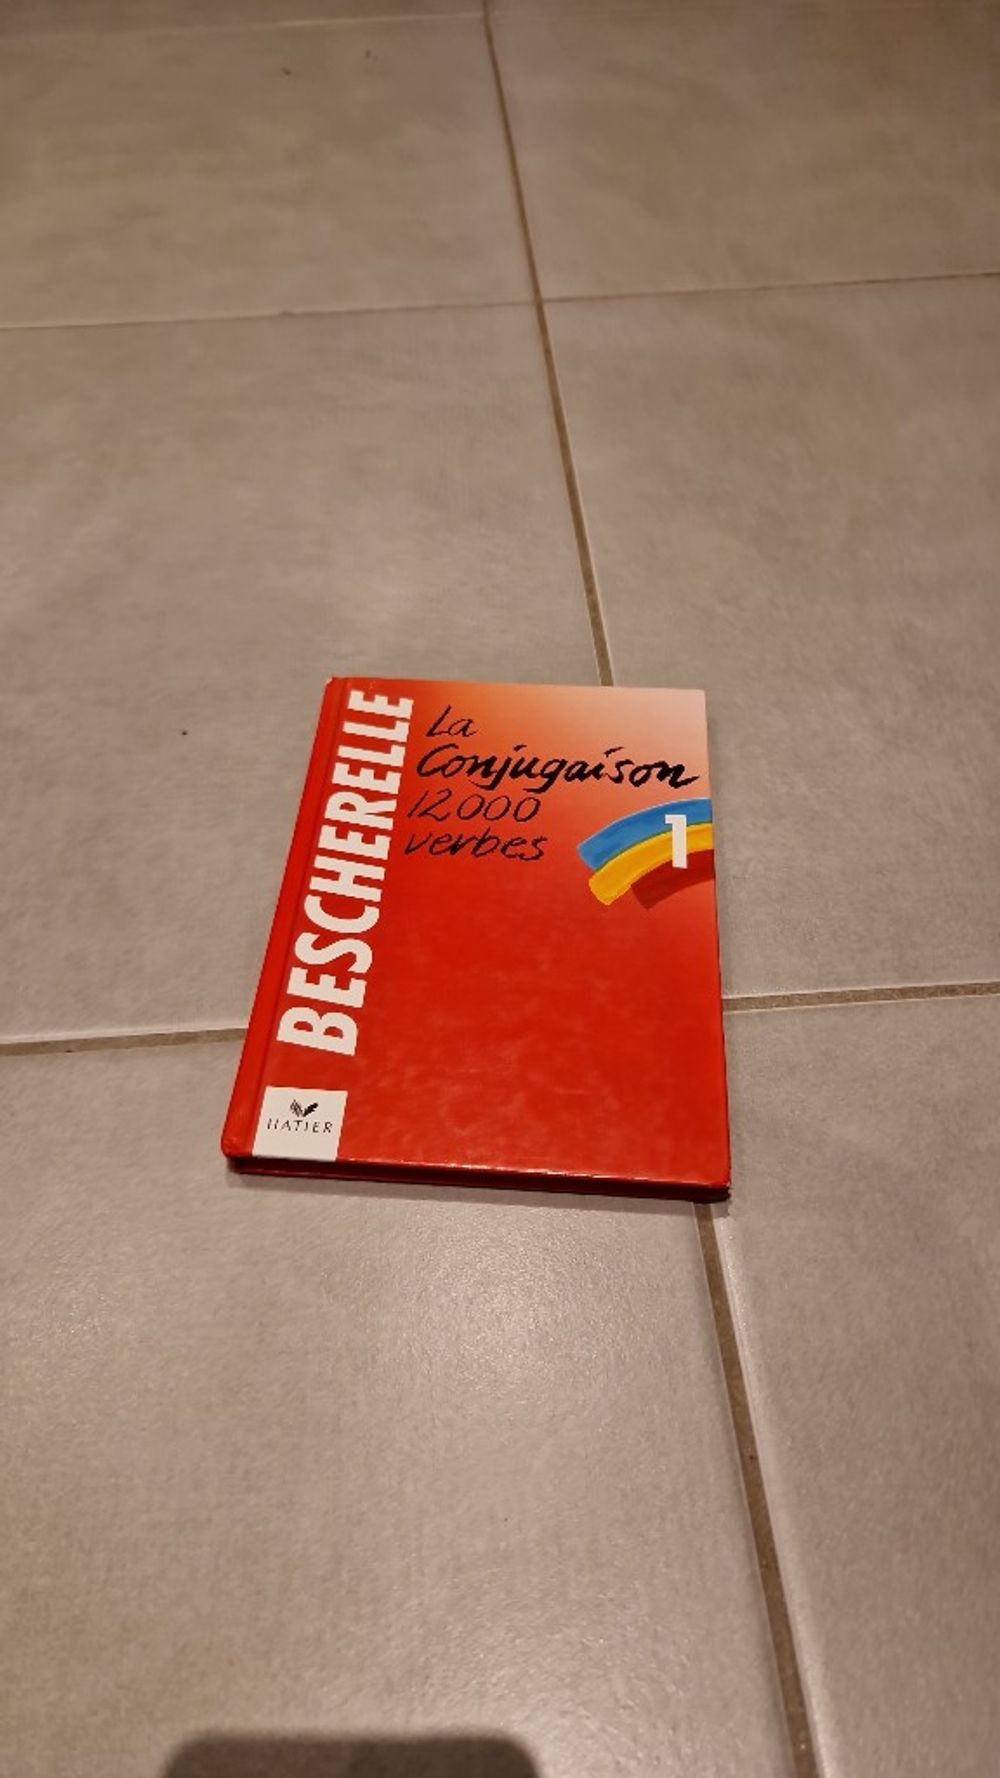 BESCHERELLE
La
Conjugaison
12000
verbes
1
HATIER